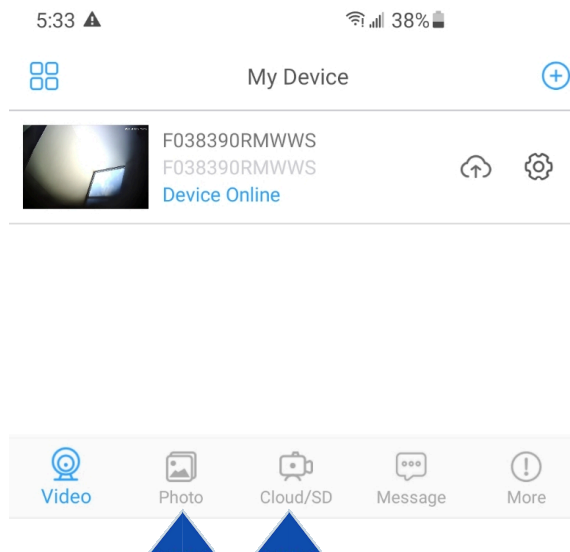 5:33
38%
My Device
F038390RMWWS
F038390RMWWS
Device Online
Video
Photo
Cloud/SD
Message
More